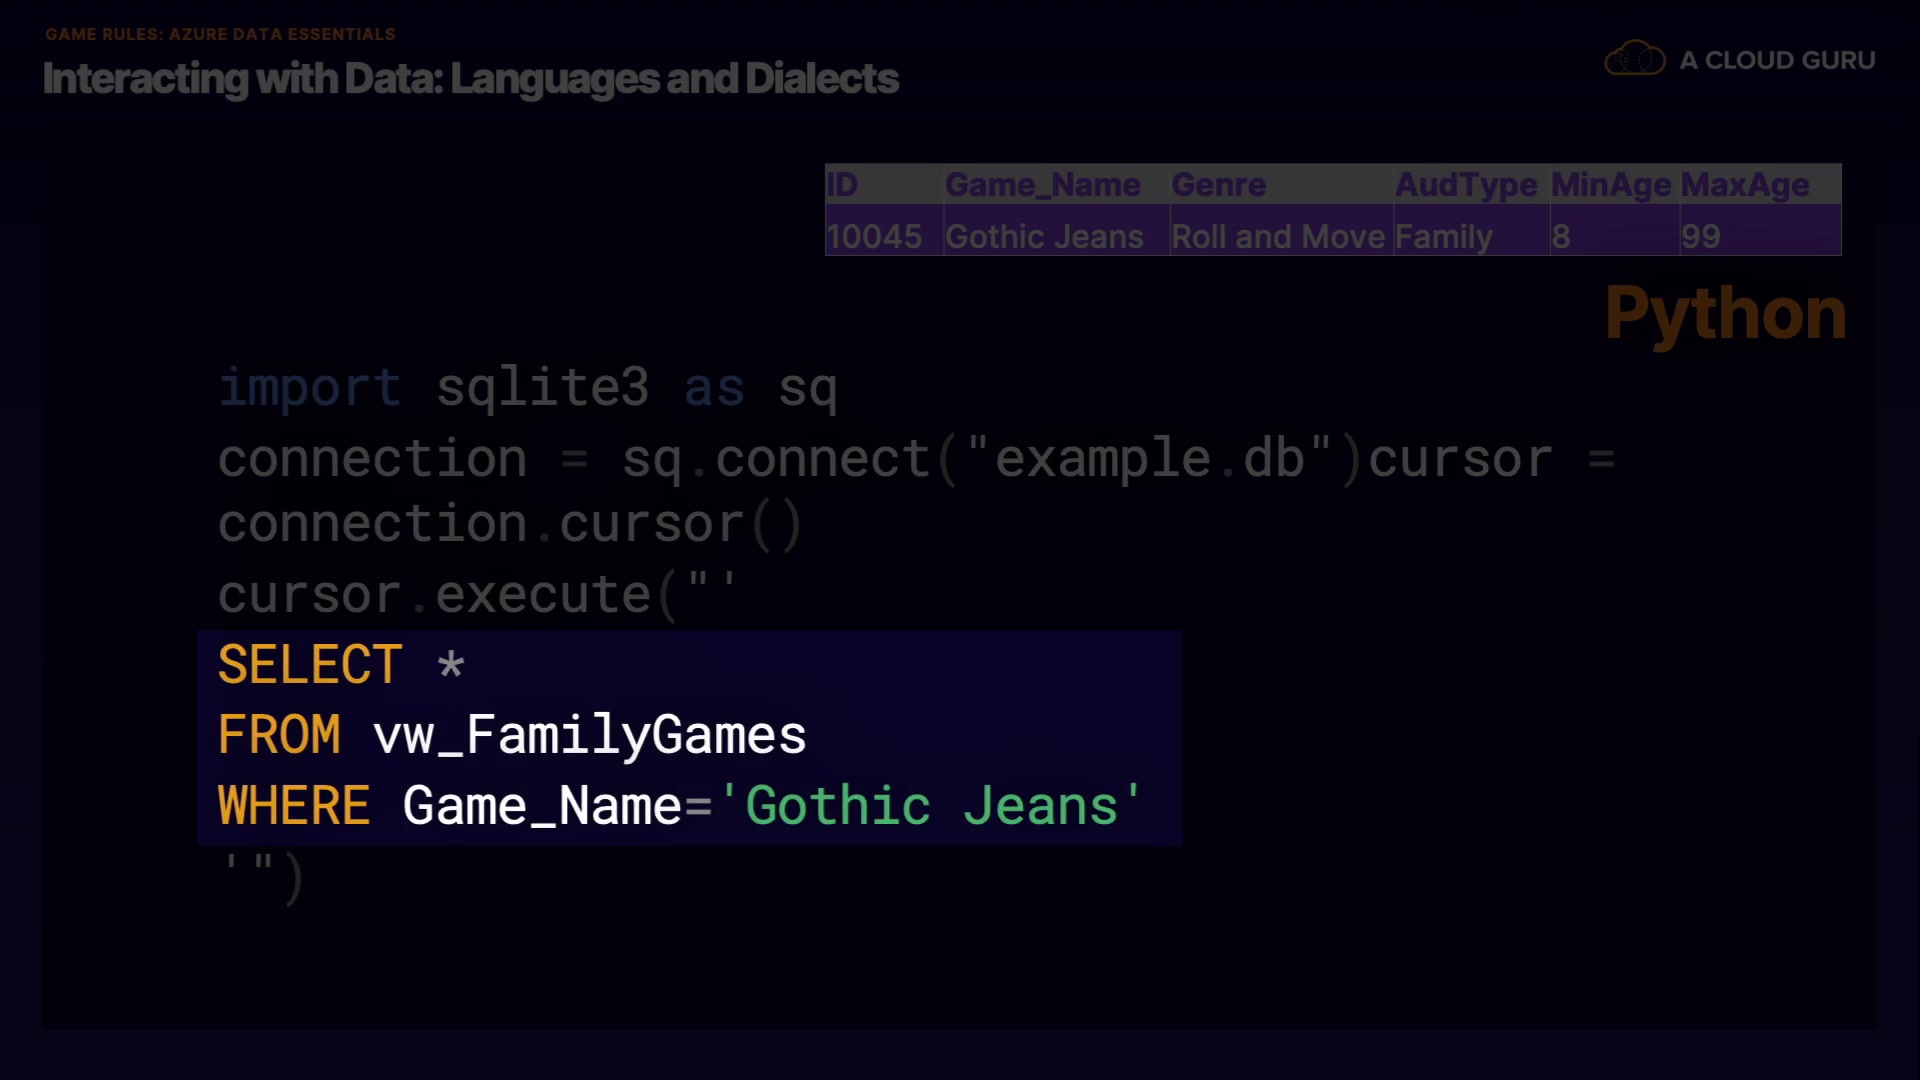 GAME RULES: AZURE DATA ESSENTIALS
Interacting with Data: Languages and Dialects
A CLOUD GURU
ID Game_Name Genre AudType MinAge MaxAge
10045 Gothic Jeans Roll and Move Family 8 99
Python
import sqlite3 as sq
connection = sq.connect("example.db")cursor =
connection.cursor()
cursor.execute("'
SELECT *
FROM vw_FamilyGames
WHERE Game_Name='Gothic Jeans'
'")